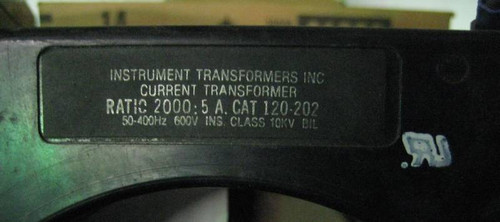 INSTRUMENT TRANSFORMERS INC
CURRENT TRANSFORMER
RATIO 2000:5 A. CAT 120-202
50-400Hz 600V INS. CLASS 10KV BIL